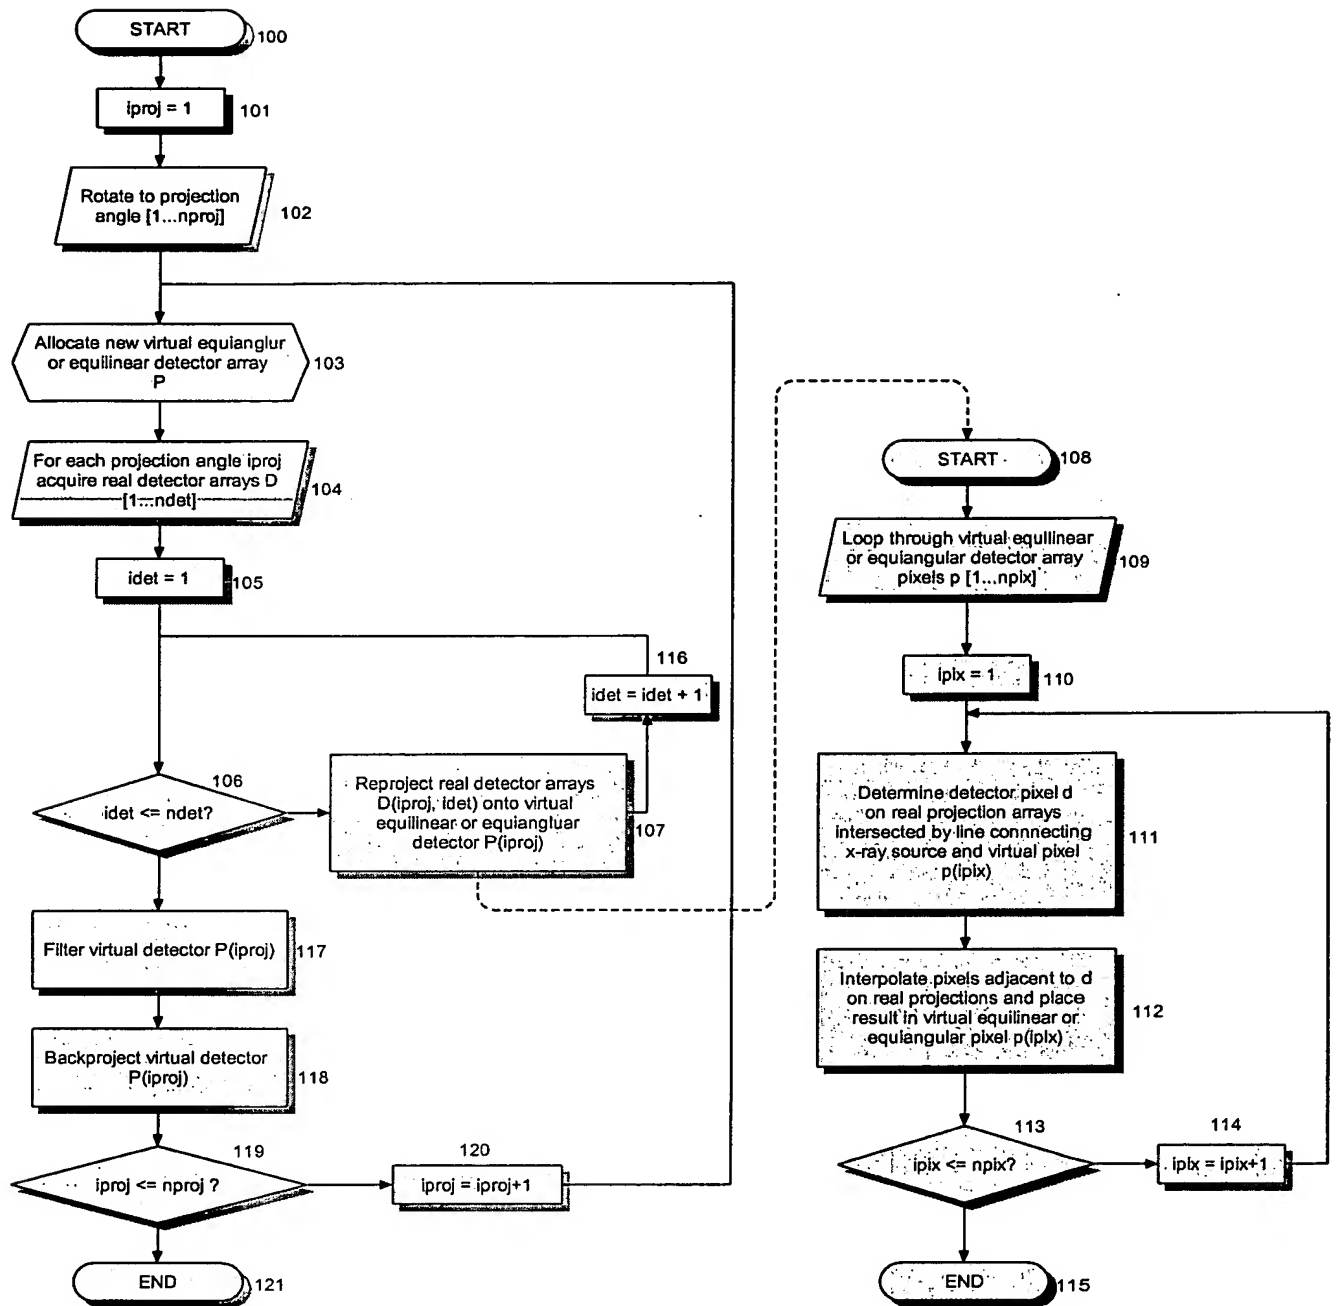 START
100
iproj = 1
101
Rotate to projection
angle [1...nproj]
102
Allocate new virtual equianglur
or equilinear detector array
P
103
For each projection angle iproj
acquire real detector arrays D
[1...ndet]
104
idet = 1
105
116
idet = idet + 1
106
idet <= ndet?
Reproject real detector arrays
D(iproj, idet) onto virtual
equilinear or equiangluar
detector P(iproj)
107
Filter virtual detector P(iproj)
117
Backproject virtual detector
P(iproj)
118
119
iproj <= nproj ?
120
iproj = iproj+1
END
121
START
108
Loop through virtual equilinear
or equiangular detector array
pixels p [1...npix]
109
ipix = 1
110
Determine detector pixel d
on real projection arrays
intersected by line connnecting
x-ray source and virtual pixel
p(ipix)
111
Interpolate pixels adjacent to d
on real projections and place
result in virtual equilinear or
equiangular pixel p(ipix)
112
113
ipix <= npix?
114
ipix = ipix+1
END
115